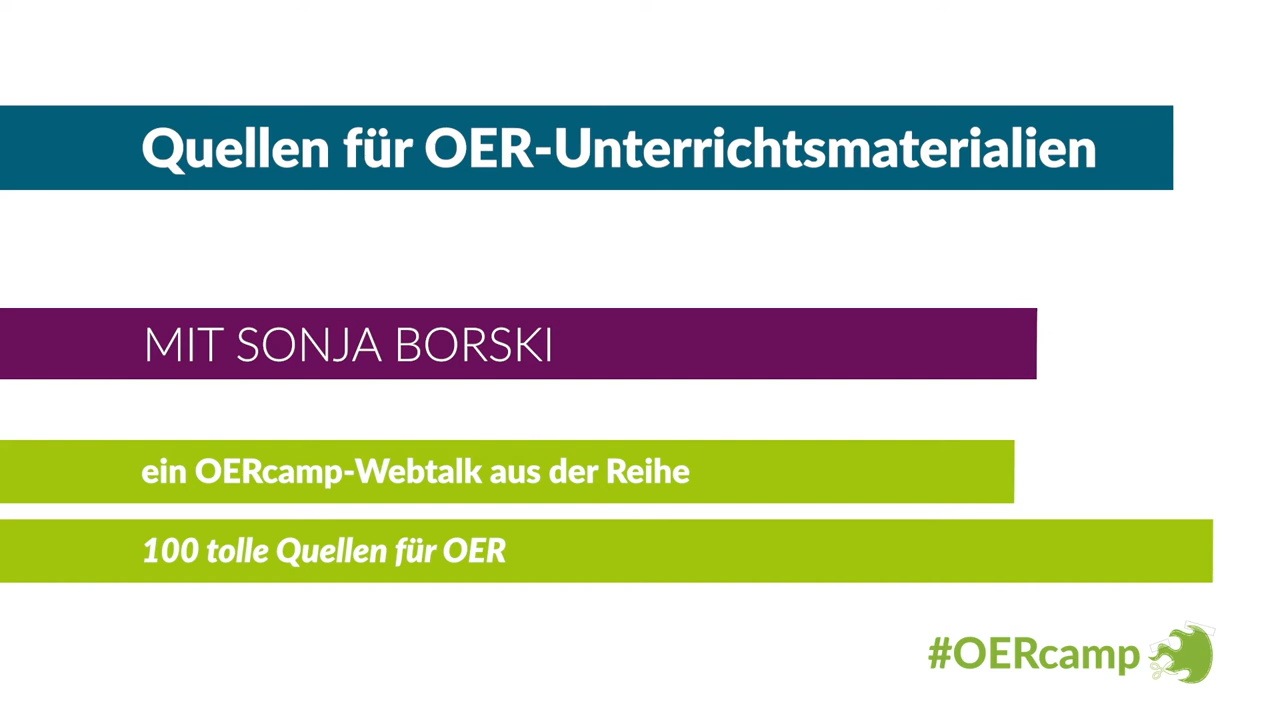 Quellen für OER-Unterrichtsmaterialien
MIT SONJA BORSKI
ein OERcamp-Webtalk aus der Reihe
100 tolle Quellen für OER
#OERcamp